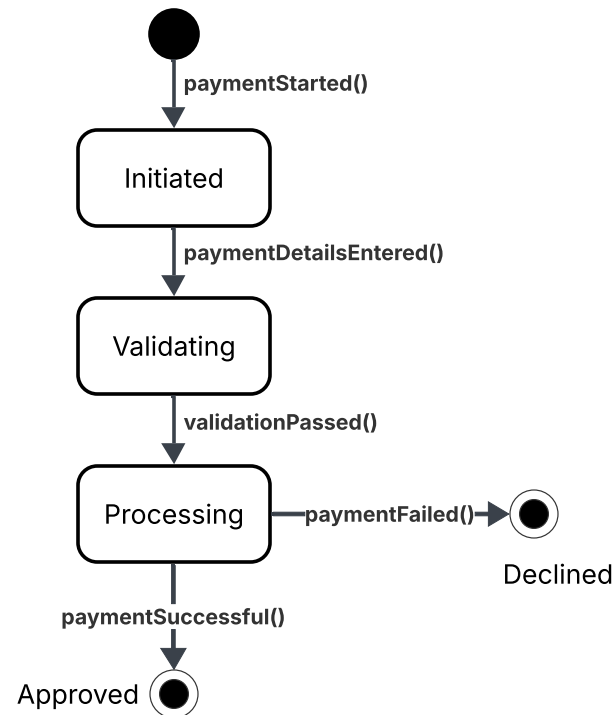 paymentStarted()
Initiated
paymentDetailsEntered()
Validating
validationPassed()
Processing
paymentFailed()
Declined
paymentSuccessful()
Approved